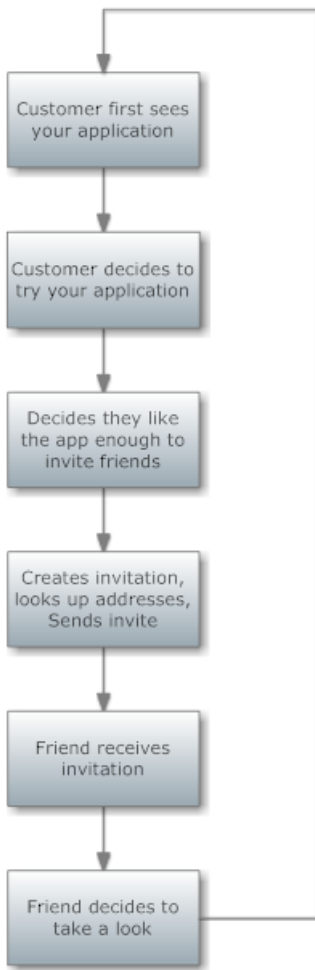 Customer first sees
your application
Customer decides to
try your application
Decides they like
the app enough to
invite friends
Creates invitation,
looks up addresses,
Sends invite
Friend receives
invitation
Friend decides to
take a look